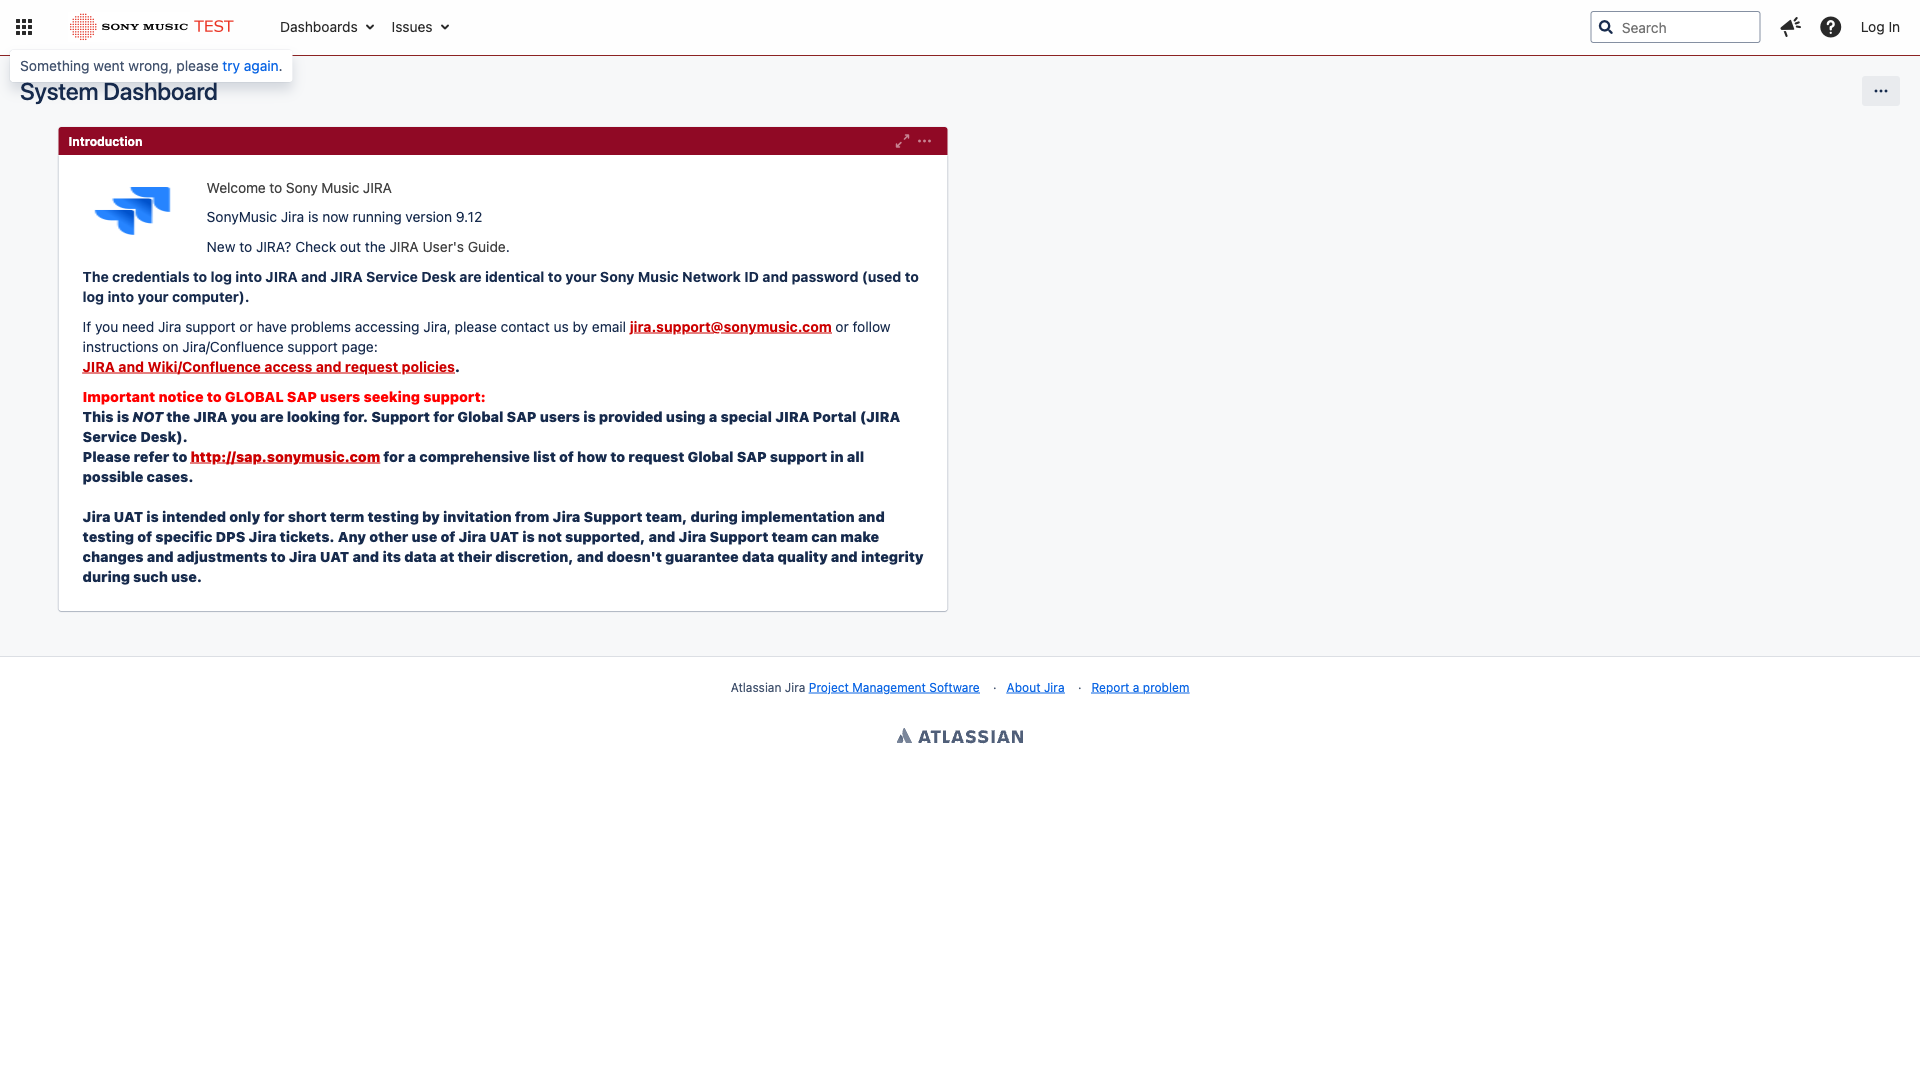 SONY MUSIC TEST
Dashboards
Issues
Search
Log In
Something went wrong, please try again.
System Dashboard
Introduction
Welcome to Sony Music JIRA
SonyMusic Jira is now running version 9.12
New to JIRA? Check out the JIRA User's Guide.
The credentials to log into JIRA and JIRA Service Desk are identical to your Sony Music Network ID and password (used to
log into your computer).
If you need Jira support or have problems accessing Jira, please contact us by email jira.support@sonymusic.com or follow
instructions on Jira/Confluence support page:
JIRA and Wiki/Confluence access and request policies.
Important notice to GLOBAL SAP users seeking support:
This is NOT the JIRA you are looking for. Support for Global SAP users is provided using a special JIRA Portal (JIRA
Service Desk).
Please refer to http://sap.sonymusic.com for a comprehensive list of how to request Global SAP support in all
possible cases.
Jira UAT is intended only for short term testing by invitation from Jira Support team, during implementation and
testing of specific DPS Jira tickets. Any other use of Jira UAT is not supported, and Jira Support team can make
changes and adjustments to Jira UAT and its data at their discretion, and doesn't guarantee data quality and integrity
during such use.
Atlassian Jira Project Management Software · About Jira · Report a problem
ATLASSIAN